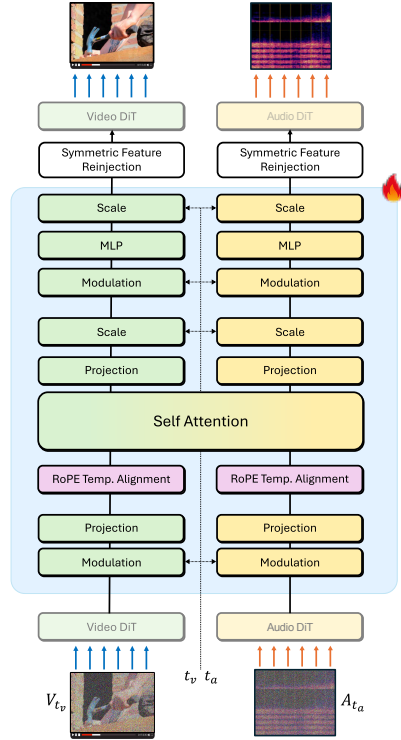 Video DiT Audio DiT
Symmetric Feature Symmetric Feature
Reinjection Reinjection
Scale Scale
MLP MLP
Modulation Modulation
Scale Scale
Projection Projection
Self Attention
RoPE Temp. Alignment RoPE Temp. Alignment
Projection Projection
Modulation Modulation
Video DiT Audio DiT
V_{t_v} t_v t_a A_{t_a}